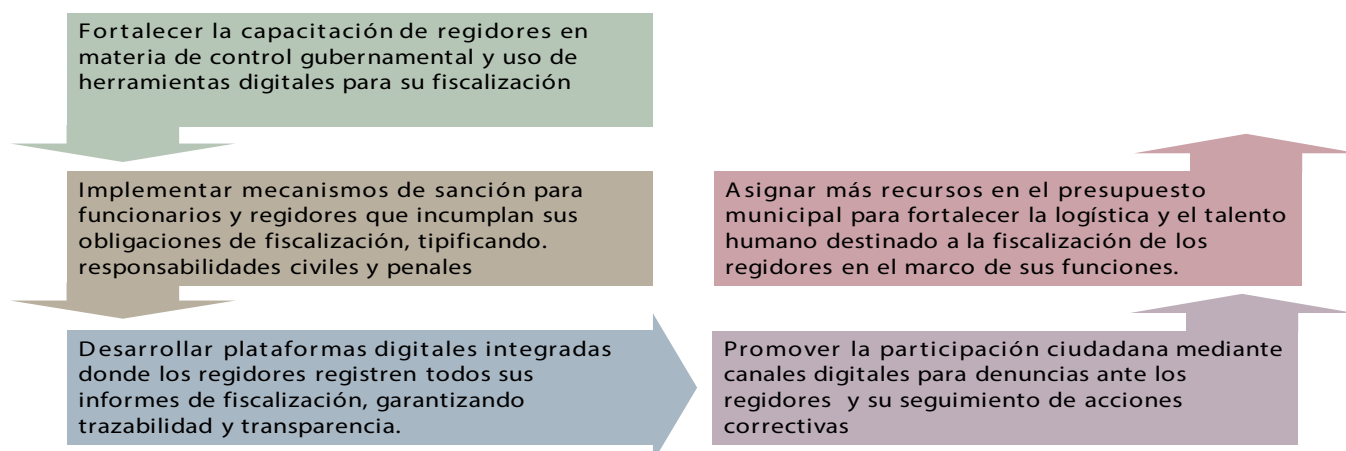 Fortalecer la capacitación de regidores en
materia de control gubernamental y uso de
herramientas digitales para su fiscalización
Implementar mecanismos de sanción para
funcionarios y regidores que incumplan sus
obligaciones de fiscalización, tipificando.
responsabilidades civiles y penales
Desarrollar plataformas digitales integradas
donde los regidores registren todos sus
informes de fiscalización, garantizando
trazabilidad y transparencia.
Promover la participación ciudadana mediante
canales digitales para denuncias ante los
regidores y su seguimiento de acciones
correctivas
Asignar más recursos en el presupuesto
municipal para fortalecer la logística y el talento
humano destinado a la fiscalización de los
regidores en el marco de sus funciones.